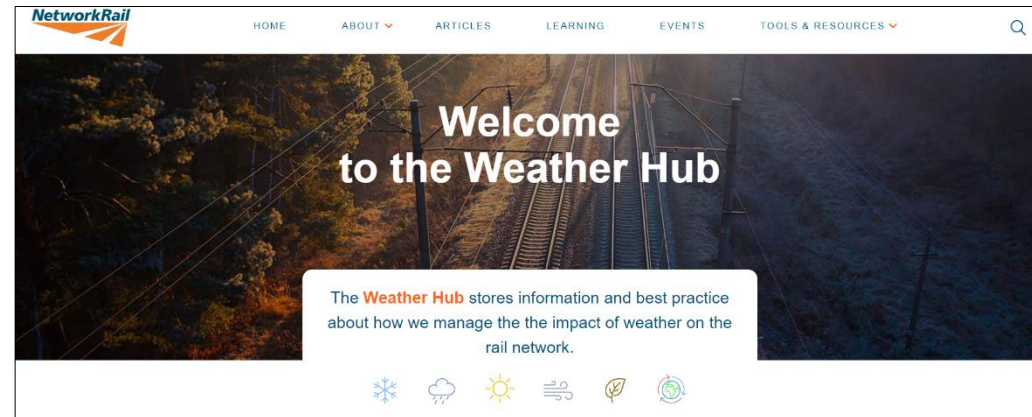 NetworkRail
HOME ABOUT ARTICLES LEARNING EVENTS TOOLS & RESOURCES
Welcome
to the Weather Hub
The Weather Hub stores information and best practice
about how we manage the the impact of weather on the
rail network.